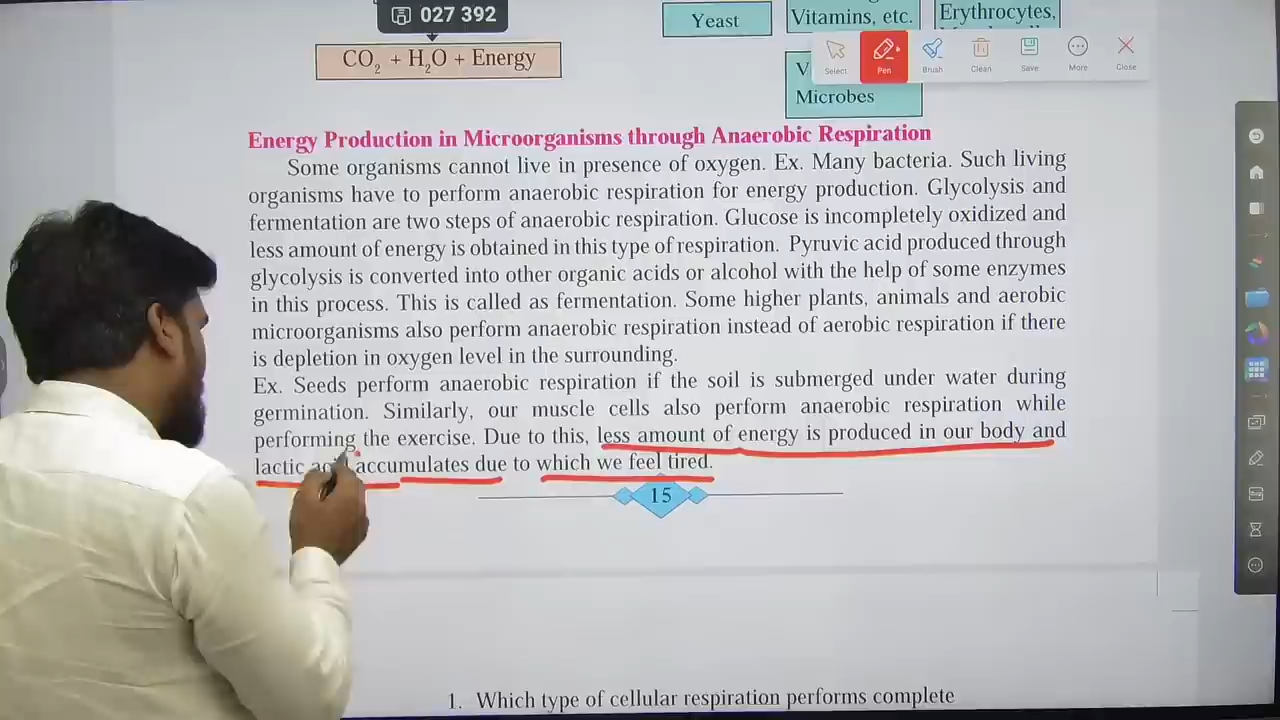 027 392
CO2 + H2O + Energy
Yeast
Vitamins, etc.
Erythrocytes,
V
Microbes
Select Pen Brush Clean Save More Close
Energy Production in Microorganisms through Anaerobic Respiration
Some organisms cannot live in presence of oxygen. Ex. Many bacteria. Such living
organisms have to perform anaerobic respiration for energy production. Glycolysis and
fermentation are two steps of anaerobic respiration. Glucose is incompletely oxidized and
less amount of energy is obtained in this type of respiration. Pyruvic acid produced through
glycolysis is converted into other organic acids or alcohol with the help of some enzymes
in this process. This is called as fermentation. Some higher plants, animals and aerobic
microorganisms also perform anaerobic respiration instead of aerobic respiration if there
is depletion in oxygen level in the surrounding.
Ex. Seeds perform anaerobic respiration if the soil is submerged under water during
germination. Similarly, our muscle cells also perform anaerobic respiration while
performing the exercise. Due to this, less amount of energy is produced in our body and
lactic accumulates due to which we feel tired.
15
1. Which type of cellular respiration performs complete